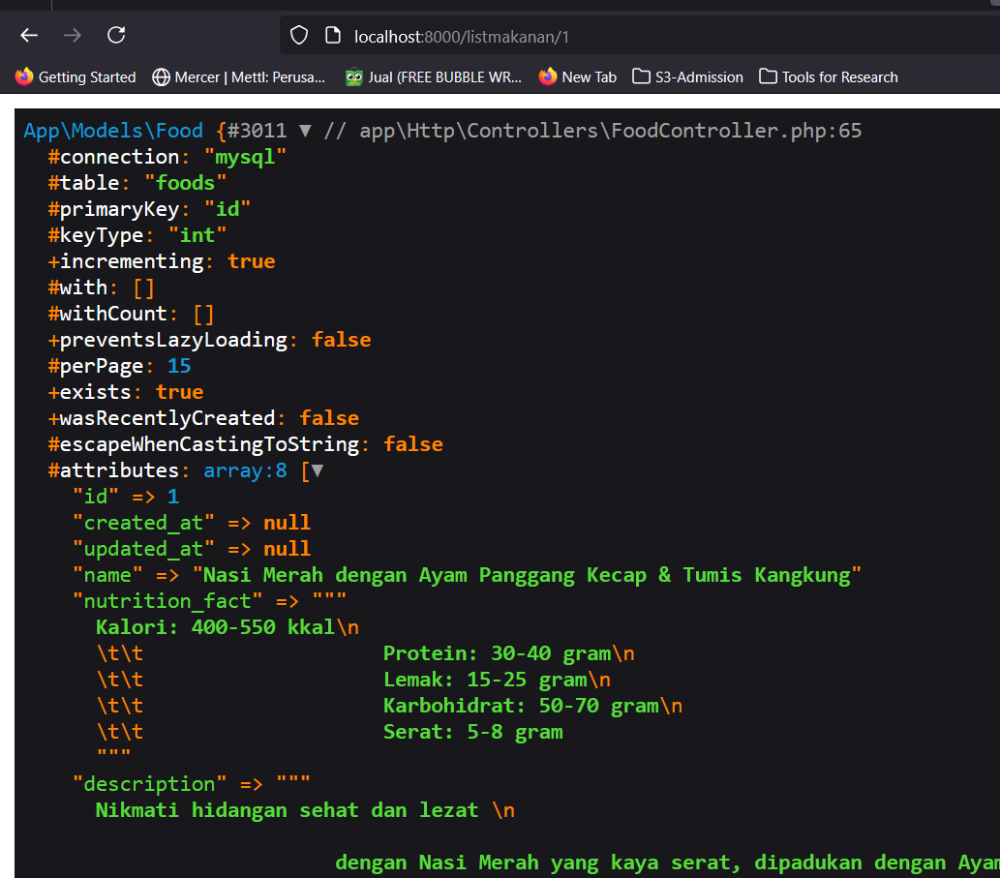 localhost:8000/listmakanan/1
Getting Started Mercer | Mettl: Perusa... Jual (FREE BUBBLE WR... New Tab S3-Admission Tools for Research
App\Models\Food {#3011 ▼ // app\Http\Controllers\FoodController.php:65
#connection: "mysql"
#table: "foods"
#primaryKey: "id"
#keyType: "int"
+incrementing: true
#with: []
#withCount: []
+preventsLazyLoading: false
#perPage: 15
+exists: true
+wasRecentlyCreated: false
#escapeWhenCastingToString: false
#attributes: array:8 [▼
"id" => 1
"created_at" => null
"updated_at" => null
"name" => "Nasi Merah dengan Ayam Panggang Kecap & Tumis Kangkung"
"nutrition_fact" => """
Kalori: 400-550 kkal\n
\t\t Protein: 30-40 gram\n
\t\t Lemak: 15-25 gram\n
\t\t Karbohidrat: 50-70 gram\n
\t\t Serat: 5-8 gram
"""
"description" => """
Nikmati hidangan sehat dan lezat \n
dengan Nasi Merah yang kaya serat, dipadukan dengan Ayam